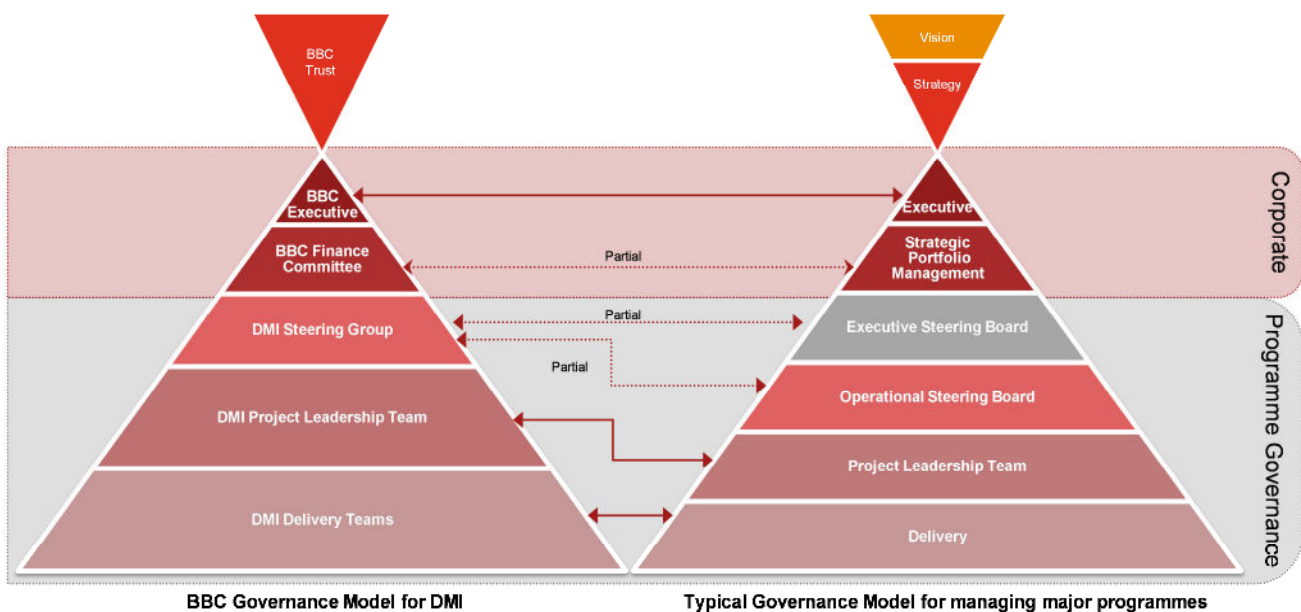 BBC
Trust
Vision
Strategy
BBC
Executive
Executive
BBC Finance
Committee
Partial
Strategic
Portfolio
Management
Corporate
DMI Steering Group
Partial
Executive Steering Board
Partial
Operational Steering Board
DMI Project Leadership Team
Project Leadership Team
DMI Delivery Teams
Delivery
Programme Governance
BBC Governance Model for DMI
Typical Governance Model for managing major programmes